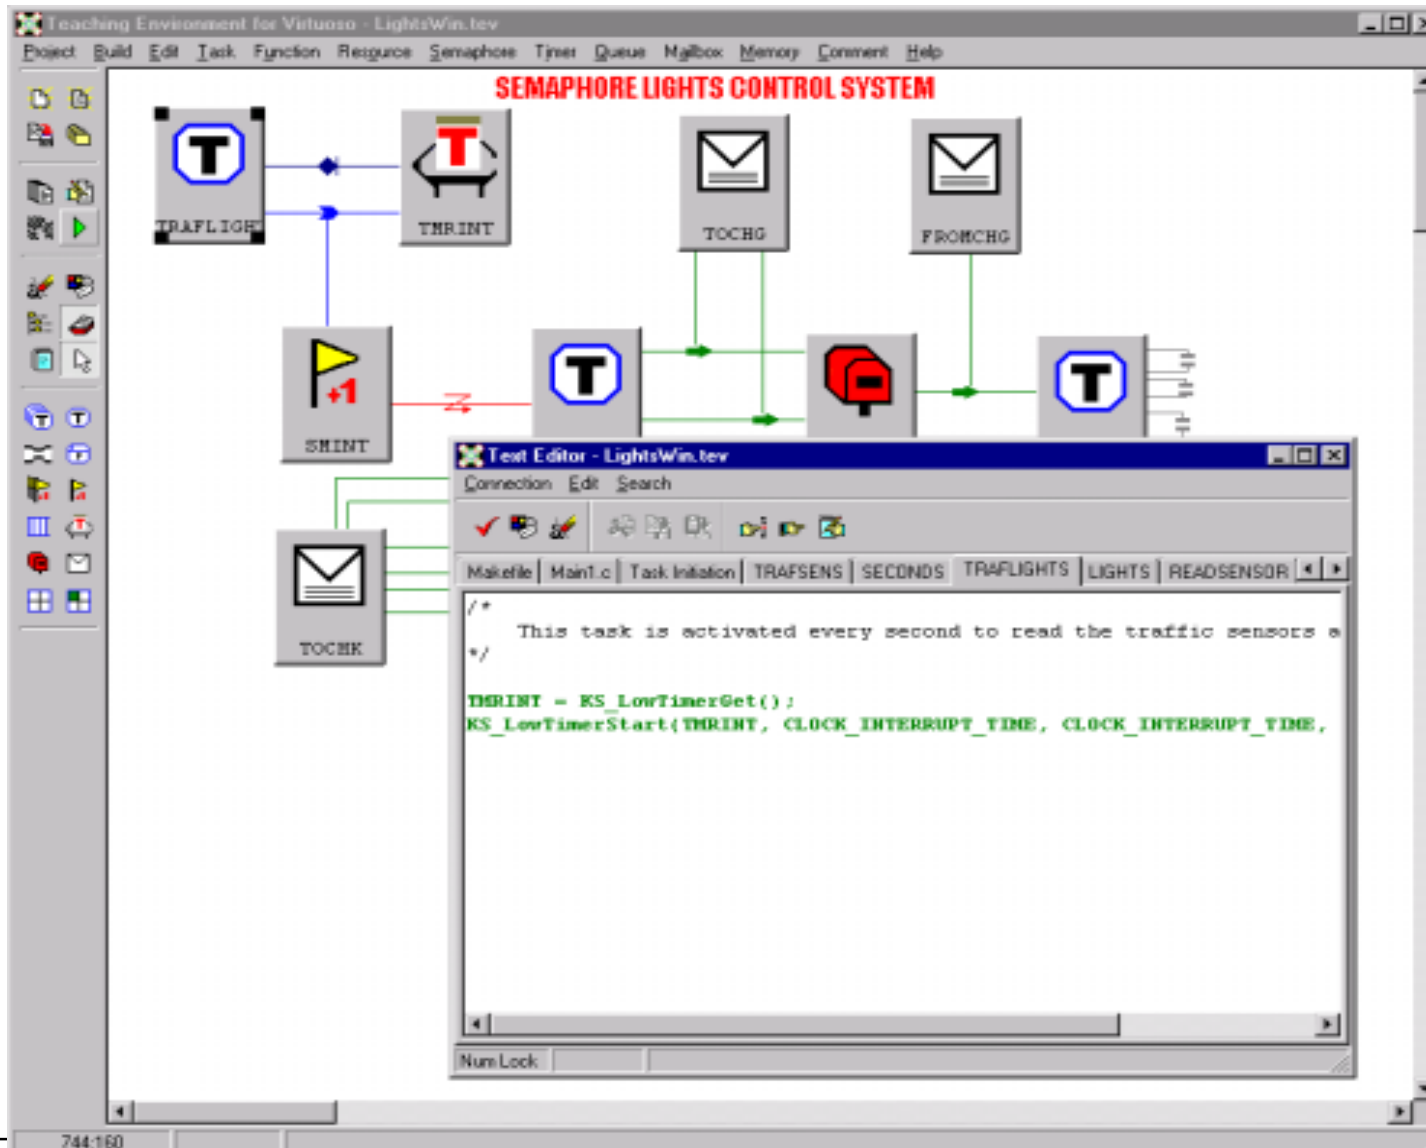 Teaching Environment for Virtuoso - LightsWin.tev
Project Build Edit Task Function Resource Semaphore Timer Queue Mailbox Memory Comment Help
SEMAPHORE LIGHTS CONTROL SYSTEM
T
T
TRAFLIGHT
TMRINT
TOCHG
FROMCHG
T
T
+1
SMINT
Text Editor - LightsWin.tev
Connection Edit Search
Makefile Main1.c Task Initiation TRAFSENS SECONDS TRAFLIGHTS LIGHTS READSENSOR
/*
This task is activated every second to read the traffic sensors a
*/
TOCHK
TMRINT = KS_LowTimerGet();
KS_LowTimerStart(TMRINT, CLOCK_INTERRUPT_TIME, CLOCK_INTERRUPT_TIME,
Num Lock
744:160